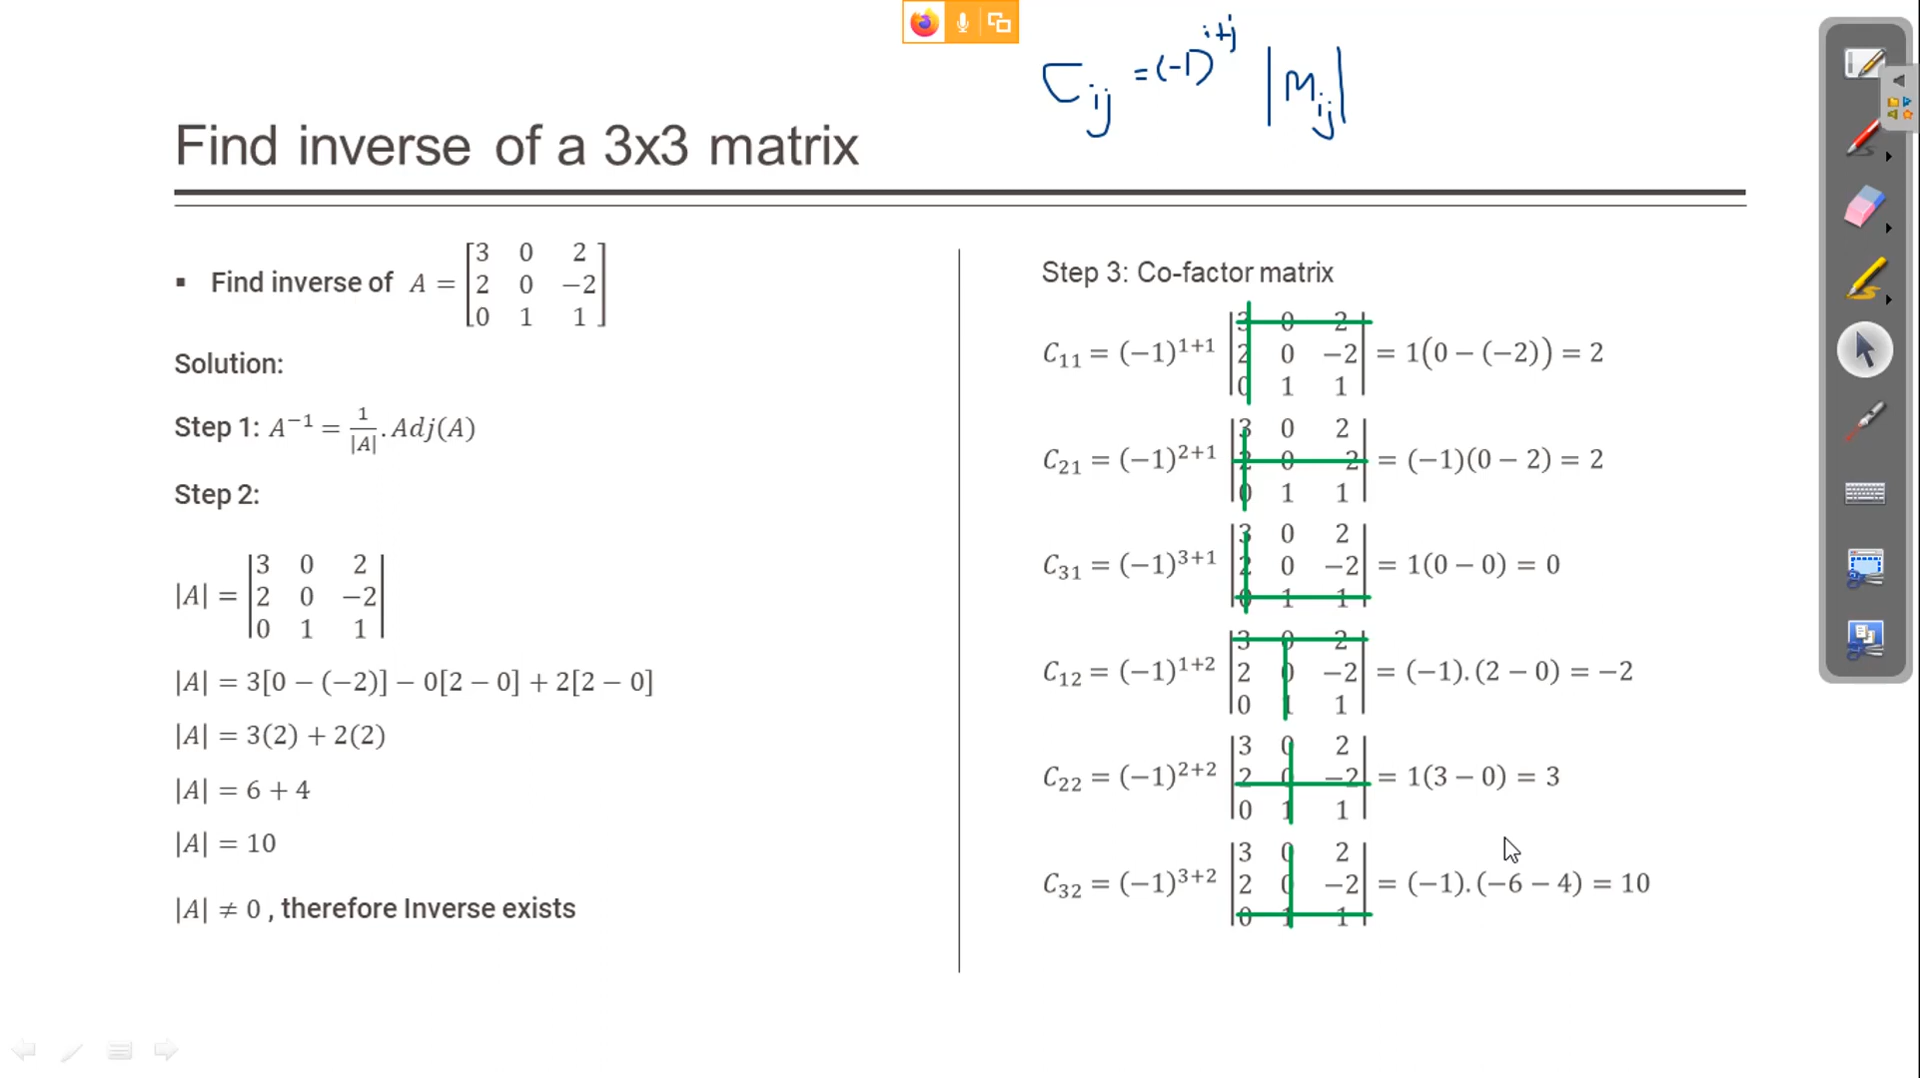 C_ij = (-1)^{i+j} |M_ij|
Find inverse of a 3x3 matrix
▪ Find inverse of A = [3 0 2; 2 0 −2; 0 1 1]
Solution:
Step 1: A^{−1} = 1/|A| . Adj(A)
Step 2:
|A| = |3 0 2; 2 0 −2; 0 1 1|
|A| = 3[0 − (−2)] − 0[2 − 0] + 2[2 − 0]
|A| = 3(2) + 2(2)
|A| = 6 + 4
|A| = 10
|A| ≠ 0 , therefore Inverse exists
Step 3: Co-factor matrix
C_11 = (−1)^{1+1} |3 0 2; 2 0 −2; 0 1 1| = 1(0 − (−2)) = 2
C_21 = (−1)^{2+1} |3 0 2; 2 0 −2; 0 1 1| = (−1)(0 − 2) = 2
C_31 = (−1)^{3+1} |3 0 2; 2 0 −2; 0 1 1| = 1(0 − 0) = 0
C_12 = (−1)^{1+2} |3 0 2; 2 0 −2; 0 1 1| = (−1). (2 − 0) = −2
C_22 = (−1)^{2+2} |3 0 2; 2 0 −2; 0 1 1| = 1(3 − 0) = 3
C_32 = (−1)^{3+2} |3 0 2; 2 0 −2; 0 1 1| = (−1). (−6 − 4) = 10